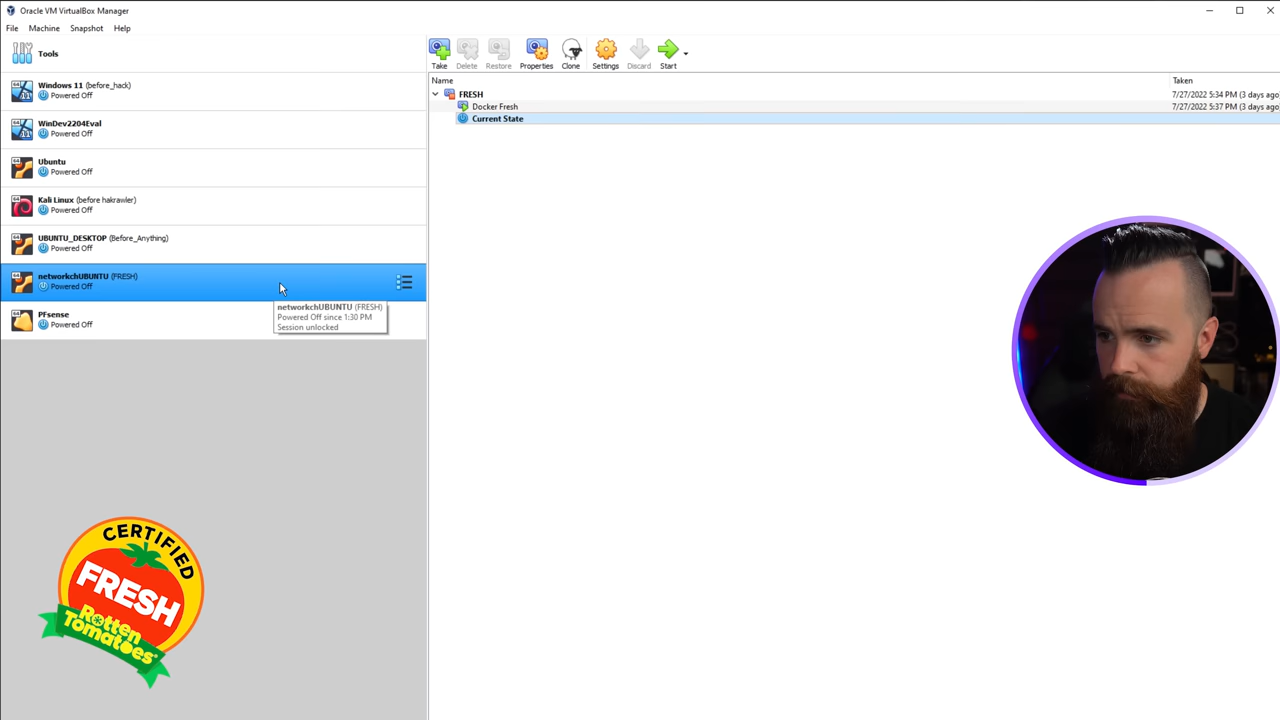 Oracle VM VirtualBox Manager
File Machine Snapshot Help
Tools
Windows 11 (before_hack)
Powered Off
WinDev2204Eval
Powered Off
Ubuntu
Powered Off
Kali Linux (before hakrawler)
Powered Off
UBUNTU_DESKTOP (Before_Anything)
Powered Off
networkchUBUNTU (FRESH)
Powered Off
networkchUBUNTU (FRESH)
Powered Off since 1:30 PM
Session unlocked
PFsense
Powered Off
Take Delete Restore Properties Clone Settings Discard Start
Name Taken
FRESH 7/27/2022 5:34 PM (3 days ago)
Docker Fresh 7/27/2022 5:37 PM (3 days ago)
Current State
CERTIFIED
FRESH
Rotten
Tomatoes